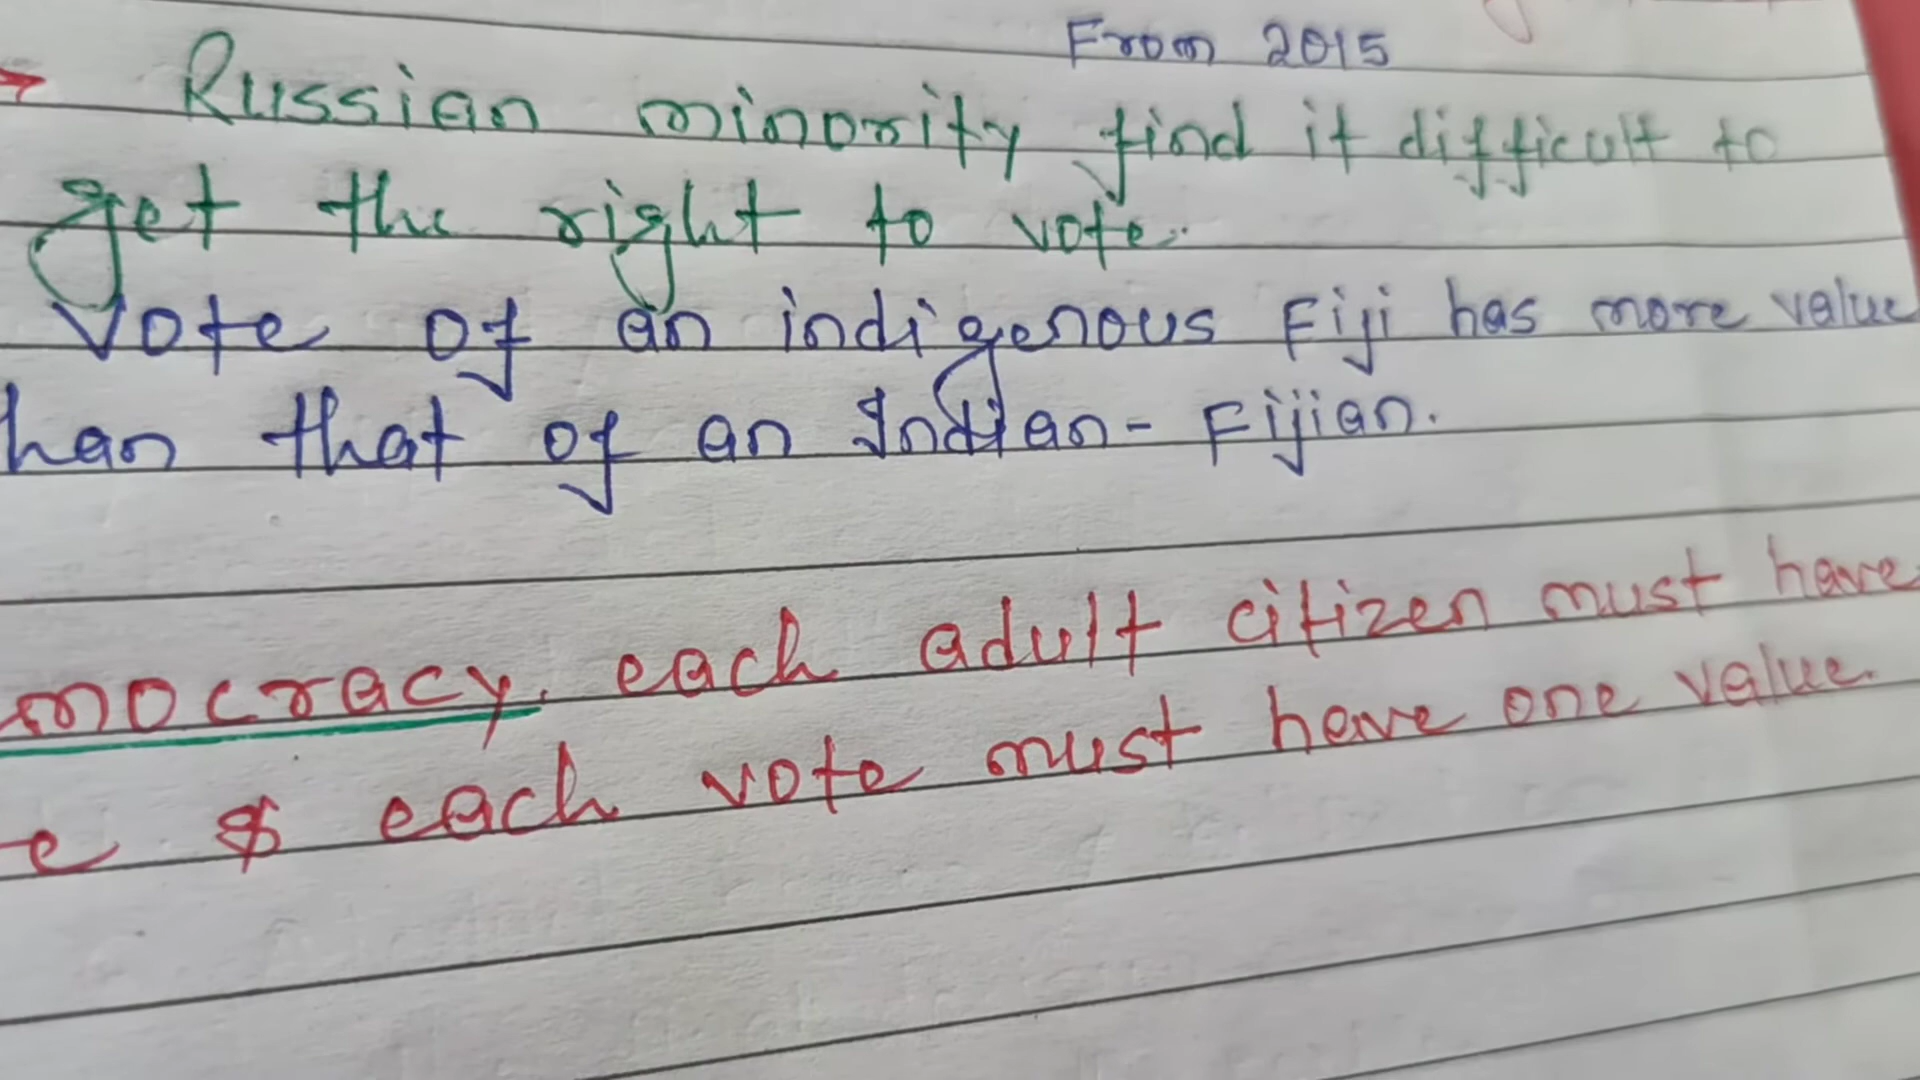 From 2015
→ Russian minority find it difficult to
get the right to vote.
Vote of an indigenous Fiji has more value
han that of an Indian-Fijian.
mocracy, each adult citizen must have
e & each vote must have one value.